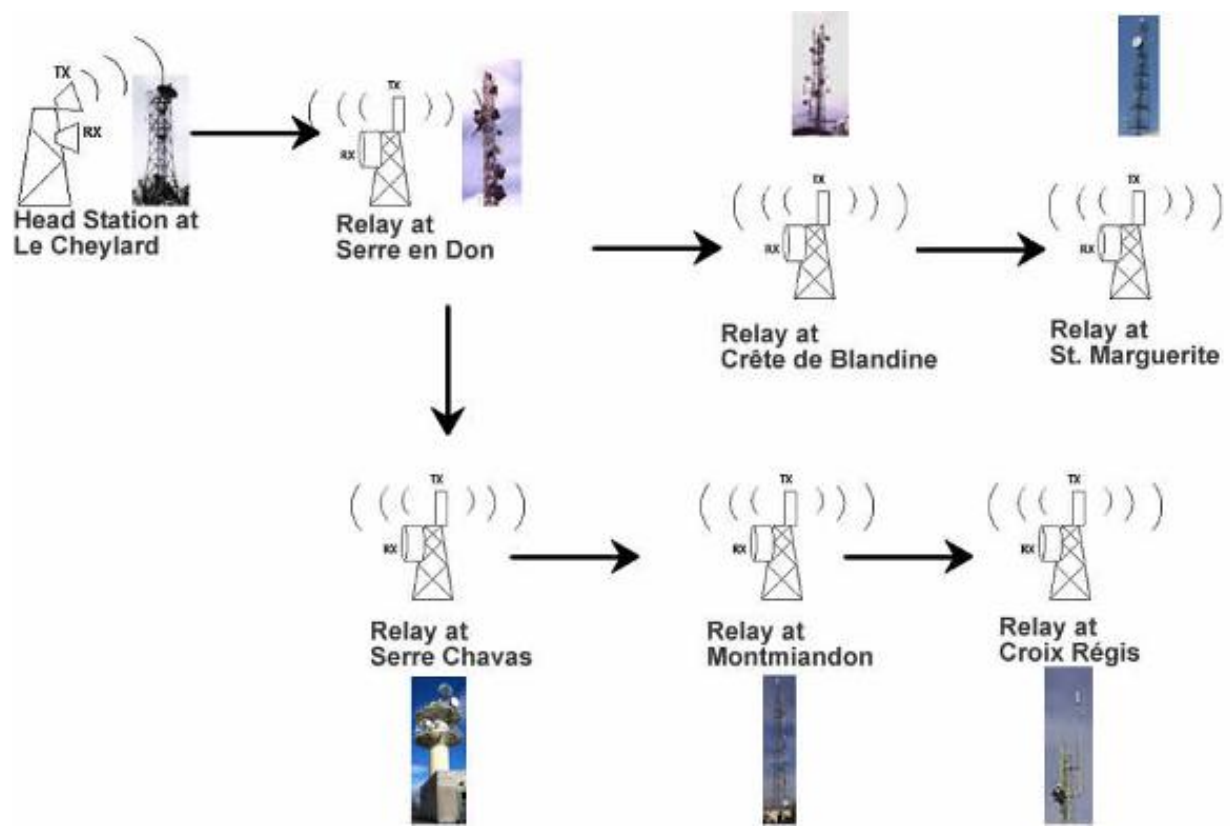 TX
RX
Head Station at
Le Cheylard
TX
RX
Relay at
Serre en Don
TX
RX
Relay at
Crête de Blandine
TX
RX
Relay at
St. Marguerite
TX
RX
Relay at
Serre Chavas
TX
RX
Relay at
Montmiandon
TX
RX
Relay at
Croix Régis